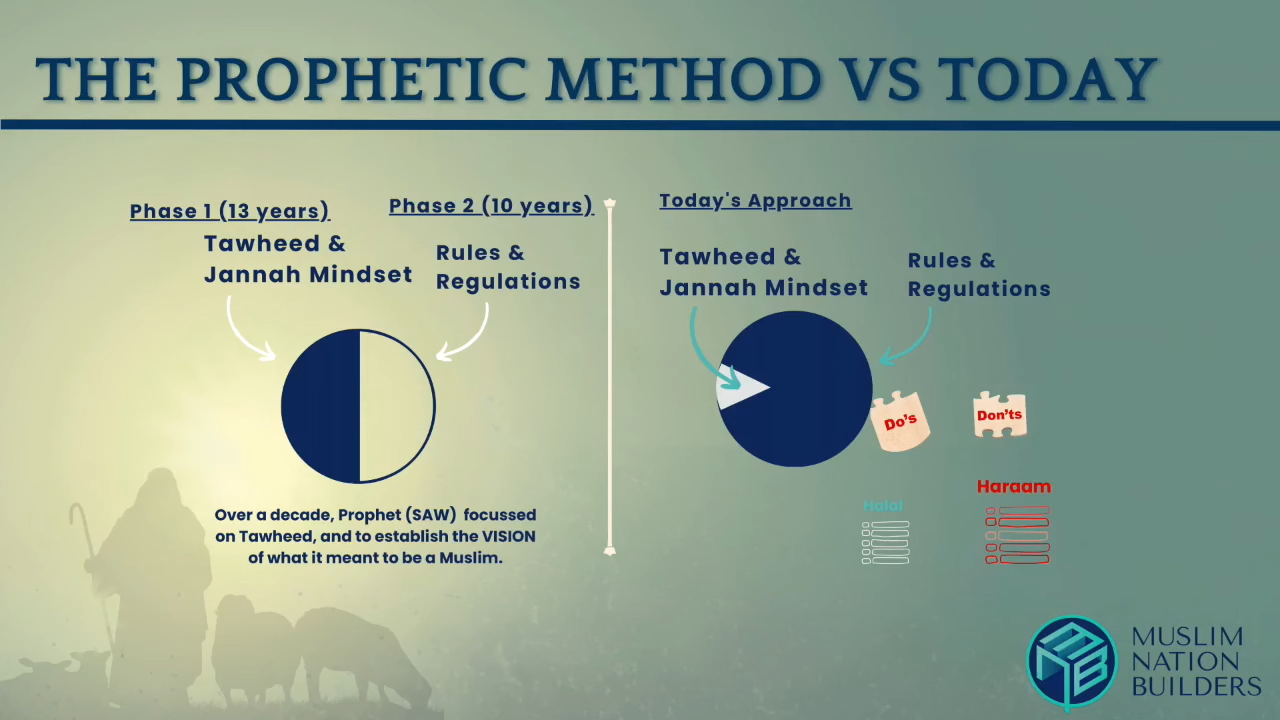 THE PROPHETIC METHOD VS TODAY
Phase 1 (13 years)
Tawheed &
Jannah Mindset
Phase 2 (10 years)
Rules &
Regulations
Over a decade, Prophet (SAW) focussed
on Tawheed, and to establish the VISION
of what it meant to be a Muslim.
Today's Approach
Tawheed &
Jannah Mindset
Rules &
Regulations
Do's
Don'ts
Halal
Haraam
MUSLIM
NATION
BUILDERS